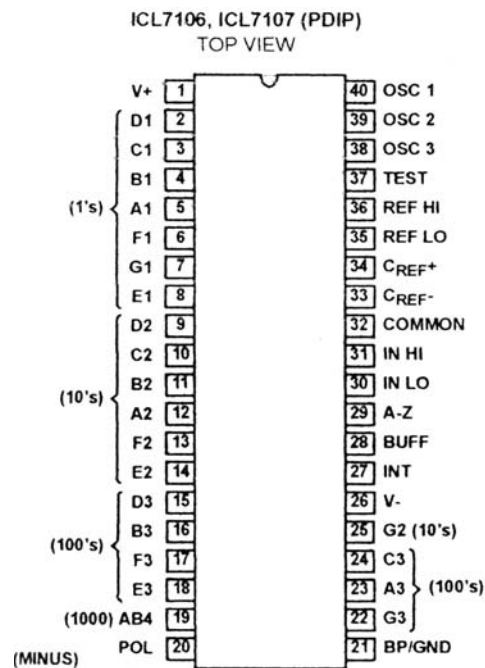 ICL7106, ICL7107 (PDIP)
TOP VIEW
V+ 1 40 OSC 1
D1 2 39 OSC 2
C1 3 38 OSC 3
B1 4 37 TEST
(1's) A1 5 36 REF HI
F1 6 35 REF LO
G1 7 34 CREF+
E1 8 33 CREF-
D2 9 32 COMMON
C2 10 31 IN HI
B2 11 30 IN LO
(10's) A2 12 29 A-Z
F2 13 28 BUFF
E2 14 27 INT
D3 15 26 V-
B3 16 25 G2 (10's)
(100's) F3 17 24 C3
E3 18 23 A3 (100's)
(1000) AB4 19 22 G3
(MINUS) POL 20 21 BP/GND